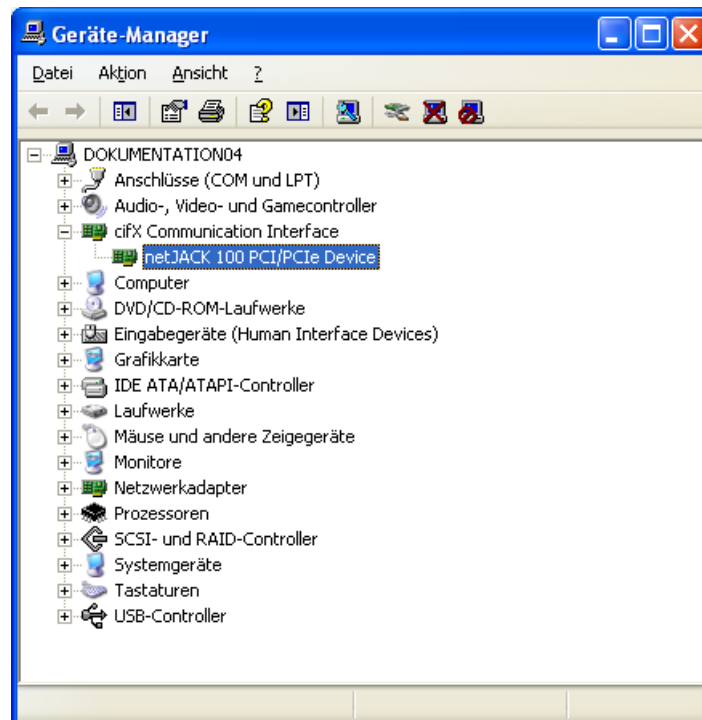 Geräte-Manager
Datei Aktion Ansicht ?
DOKUMENTATION04
Anschlüsse (COM und LPT)
Audio-, Video- und Gamecontroller
cifX Communication Interface
netJACK 100 PCI/PCIe Device
Computer
DVD/CD-ROM-Laufwerke
Eingabegeräte (Human Interface Devices)
Grafikkarte
IDE ATA/ATAPI-Controller
Laufwerke
Mäuse und andere Zeigegeräte
Monitore
Netzwerkadapter
Prozessoren
SCSI- und RAID-Controller
Systemgeräte
Tastaturen
USB-Controller